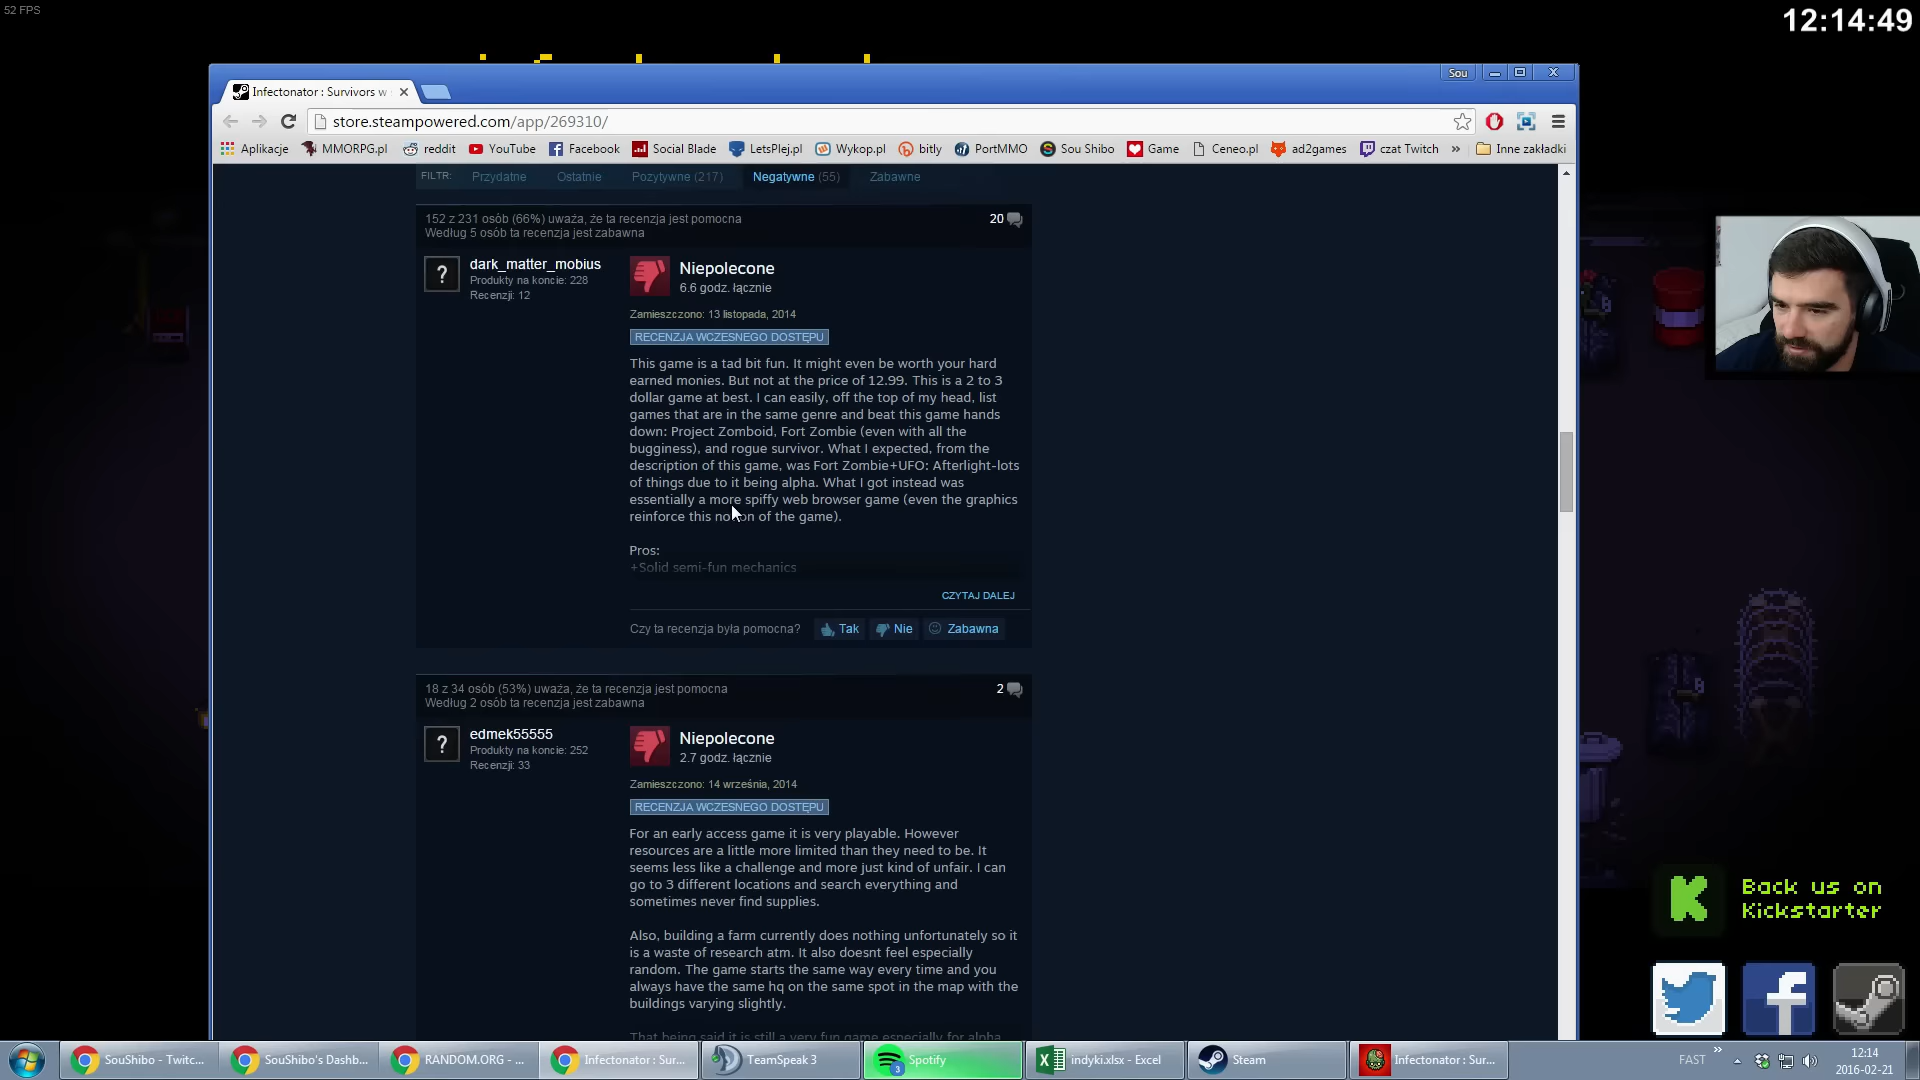 52 FPS
12:14:49
Sou
Infectonator : Survivors w
store.steampowered.com/app/269310/
Aplikacje
MMORPG.pl
reddit
YouTube
Facebook
Social Blade
LetsPlej.pl
Wykop.pl
bitly
PortMMO
Sou Shibo
Game
Ceneo.pl
ad2games
czat Twitch
»
Inne zakładki
FILTR:
Przydatne
Ostatnie
Pozytywne (217)
Negatywne (55)
Zabawne
152 z 231 osób (66%) uważa, że ta recenzja jest pomocna
20
Według 5 osób ta recenzja jest zabawna
dark_matter_mobius
Produkty na koncie: 228
Recenzji: 12
Niepolecone
6.6 godz. łącznie
Zamieszczono: 13 listopada, 2014
RECENZJA WCZESNEGO DOSTĘPU
This game is a tad bit fun. It might even be worth your hard
earned monies. But not at the price of 12.99. This is a 2 to 3
dollar game at best. I can easily, off the top of my head, list
games that are in the same genre and beat this game hands
down: Project Zomboid, Fort Zombie (even with all the
bugginess), and rogue survivor. What I expected, from the
description of this game, was Fort Zombie+UFO: Afterlight-lots
of things due to it being alpha. What I got instead was
essentially a more spiffy web browser game (even the graphics
reinforce this notion of the game).
Pros:
+Solid semi-fun mechanics
CZYTAJ DALEJ
Czy ta recenzja była pomocna?
Tak
Nie
Zabawna
18 z 34 osób (53%) uważa, że ta recenzja jest pomocna
2
Według 2 osób ta recenzja jest zabawna
edmek55555
Produkty na koncie: 252
Recenzji: 33
Niepolecone
2.7 godz. łącznie
Zamieszczono: 14 września, 2014
RECENZJA WCZESNEGO DOSTĘPU
For an early access game it is very playable. However
resources are a little more limited than they need to be. It
seems less like a challenge and more just kind of unfair. I can
go to 3 different locations and search everything and
sometimes never find supplies.
Also, building a farm currently does nothing unfortunately so it
is a waste of research atm. It also doesnt feel especially
random. The game starts the same way every time and you
always have the same hq on the same spot in the map with the
buildings varying slightly.
That being said it is still a very fun game especially for alpha
Back us on
Kickstarter
SouShibo - Twitc...
SouShibo's Dashb...
RANDOM.ORG - ...
Infectonator : Sur...
TeamSpeak 3
Spotify
3
indyki.xlsx - Excel
Steam
Infectonator : Sur...
FAST
»
12:14
2016-02-21